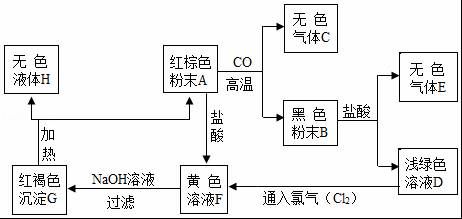 无 色
气体C
无 色
液体H
红棕色
粉末A
CO
高温
黑 色
粉末B
盐酸
无 色
气体E
加
热
盐
酸
浅绿色
溶液D
红褐色
沉淀G
NaOH溶液
过滤
黄 色
溶液F
通入氯气（Cl₂）